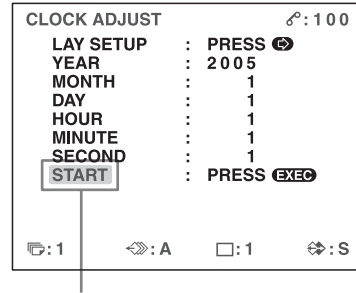 CLOCK ADJUST :100
LAY SETUP : PRESS
YEAR : 2005
MONTH : 1
DAY : 1
HOUR : 1
MINUTE : 1
SECOND : 1
START : PRESS EXEC
:1 :A :1 :S